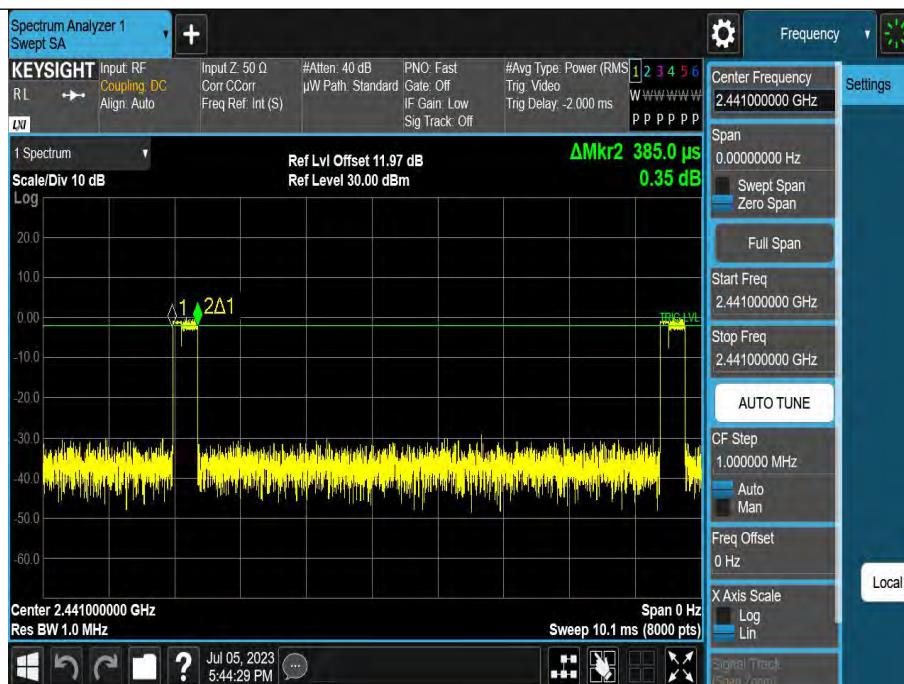 Spectrum Analyzer 1
Swept SA
Frequency
KEYSIGHT
RL
LXI
Input: RF
Coupling: DC
Align: Auto
Input Z: 50 Ω
Corr CCorr
Freq Ref: Int (S)
#Atten: 40 dB
µW Path: Standard
PNO: Fast
Gate: Off
IF Gain: Low
Sig Track: Off
#Avg Type: Power (RMS
Trig: Video
Trig Delay: -2.000 ms
1 2 3 4 5 6
W W W W W W
P P P P P P
1 Spectrum
Scale/Div 10 dB
Log
Ref Lvl Offset 11.97 dB
Ref Level 30.00 dBm
ΔMkr2 385.0 µs
0.35 dB
20.0
10.0
0.00
-10.0
-20.0
-30.0
-40.0
-50.0
-60.0
1
2Δ1
TRIG LVL
Center 2.441000000 GHz
Res BW 1.0 MHz
Span 0 Hz
Sweep 10.1 ms (8000 pts)
Jul 05, 2023
5:44:29 PM
Center Frequency
2.441000000 GHz
Span
0.00000000 Hz
Swept Span
Zero Span
Full Span
Start Freq
2.441000000 GHz
Stop Freq
2.441000000 GHz
AUTO TUNE
CF Step
1.000000 MHz
Auto
Man
Freq Offset
0 Hz
X Axis Scale
Log
Lin
Signal Track
(Span Zoom)
Settings
Local